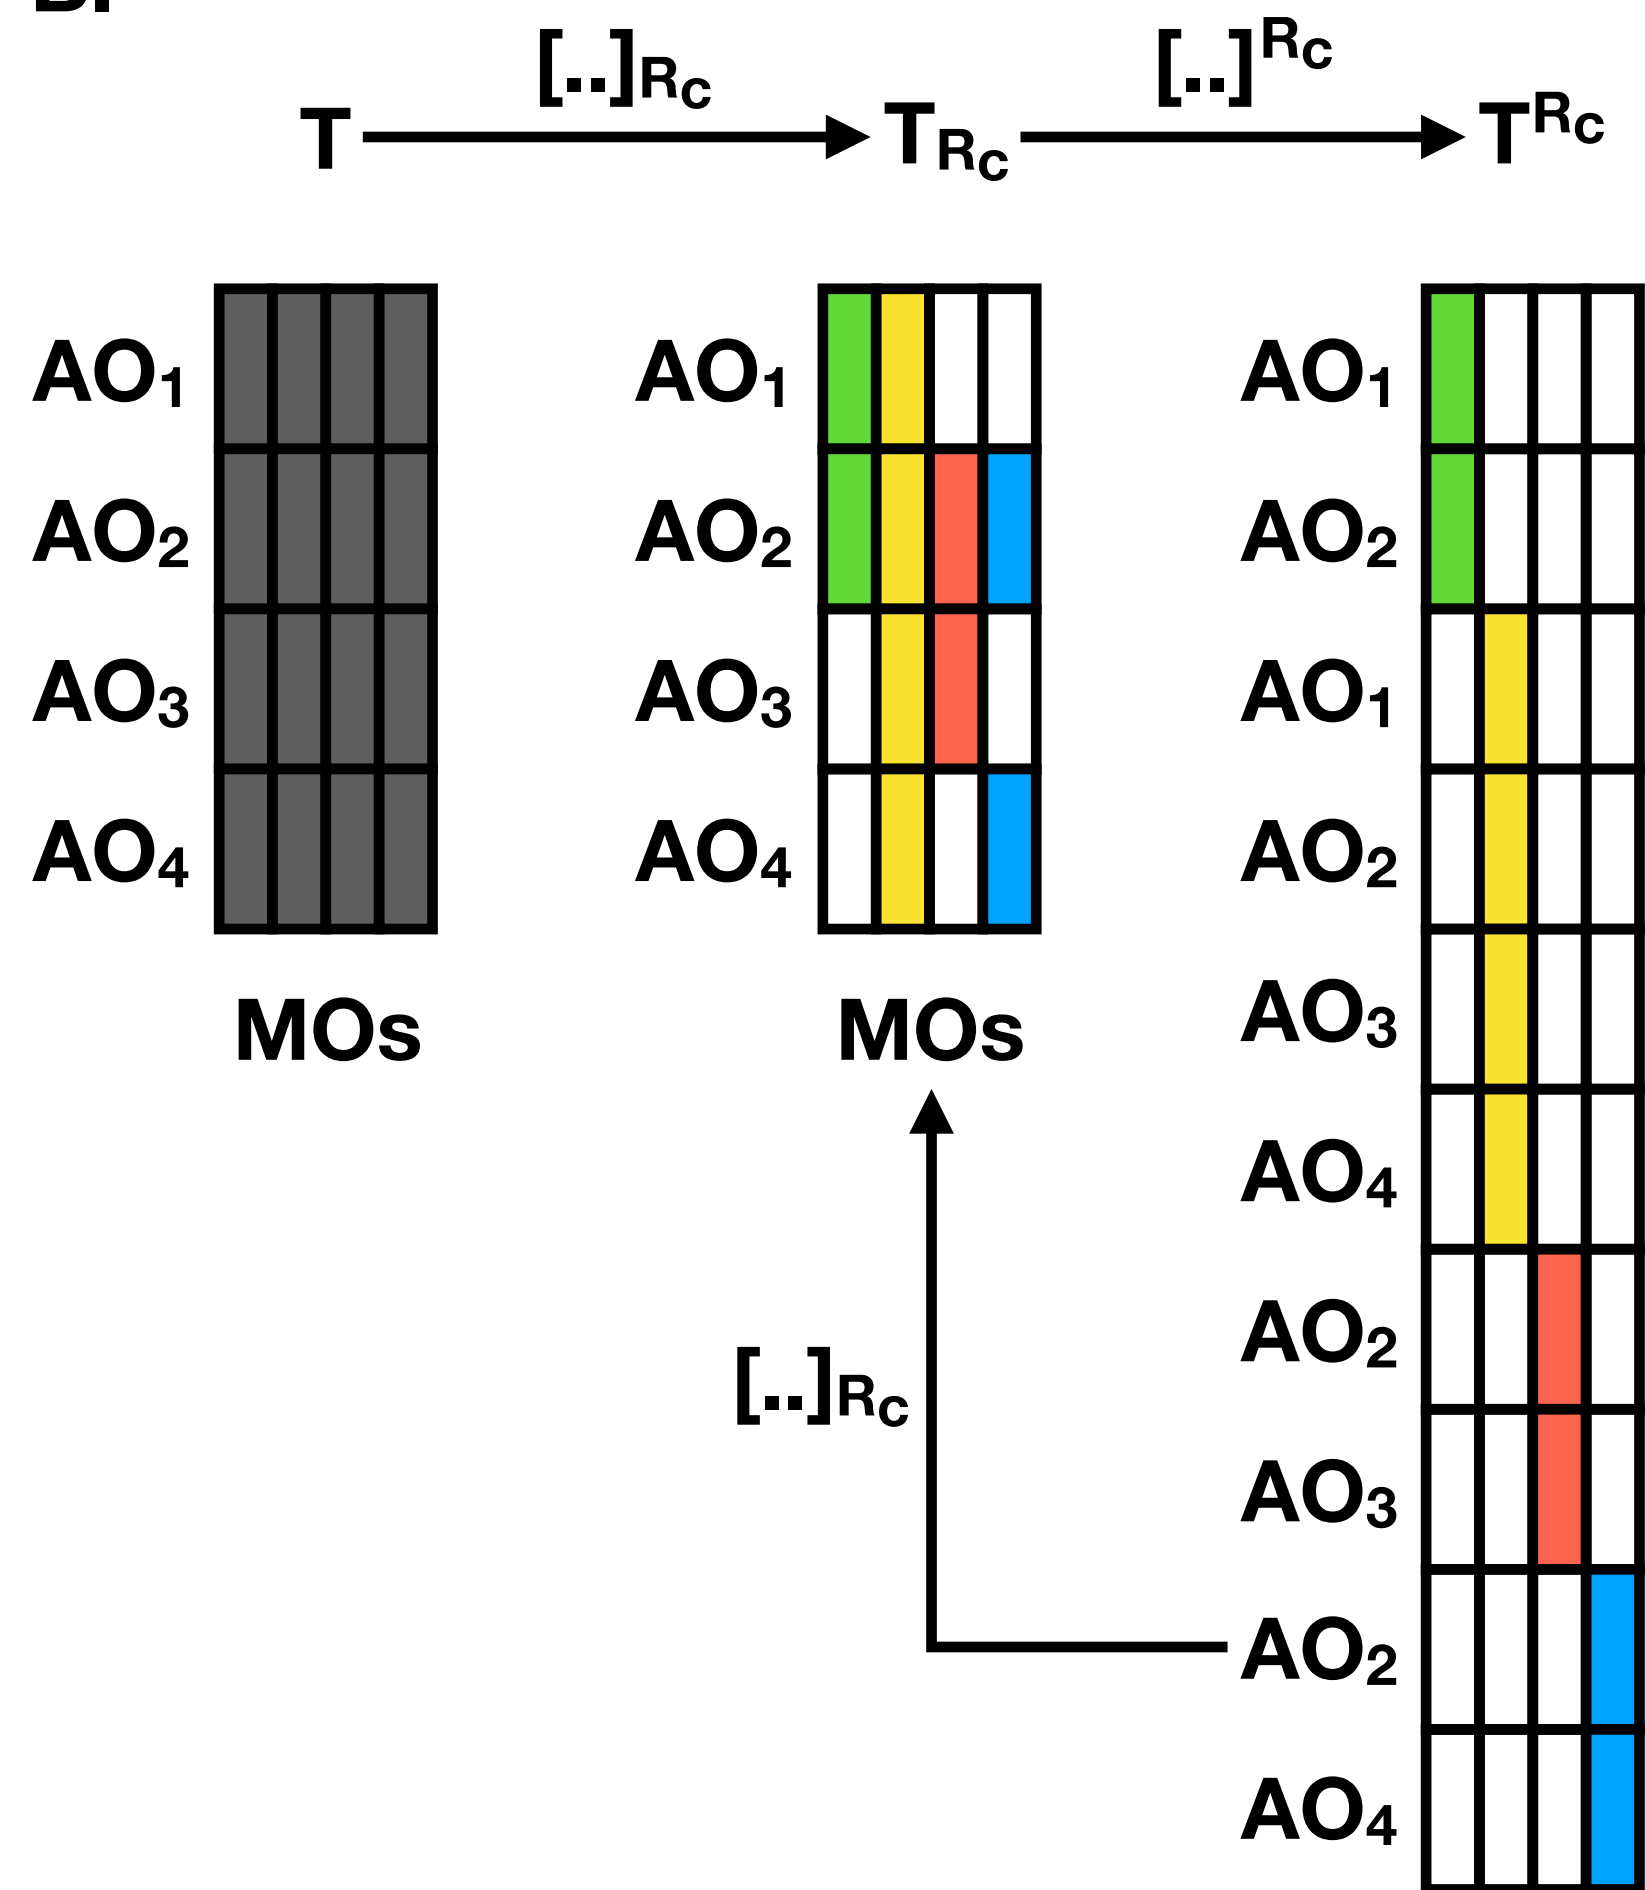 [..]Rc [..]Rc
T TRc TRc
AO1 AO1 AO1
AO2 AO2 AO2
AO3 AO3 AO1
AO4 AO4 AO2
MOs MOs AO3
AO4
AO2
[..]Rc
AO3
AO2
AO4